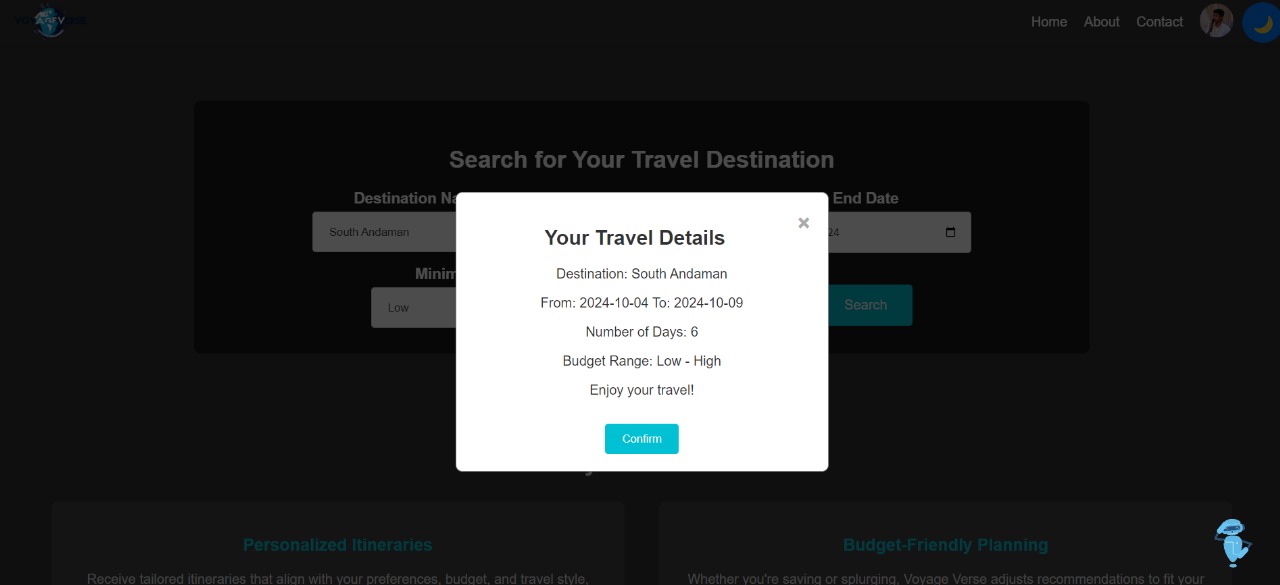 VOYAGEVERSE
Home About Contact
Search for Your Travel Destination
Destination Na
End Date
South Andaman
24
Minim
Low
Search
Your Travel Details
×
Destination: South Andaman
From: 2024-10-04 To: 2024-10-09
Number of Days: 6
Budget Range: Low - High
Enjoy your travel!
Confirm
Personalized Itineraries
Budget-Friendly Planning
Receive tailored itineraries that align with your preferences, budget, and travel style,
Whether you're saving or splurging, Voyage Verse adjusts recommendations to fit your